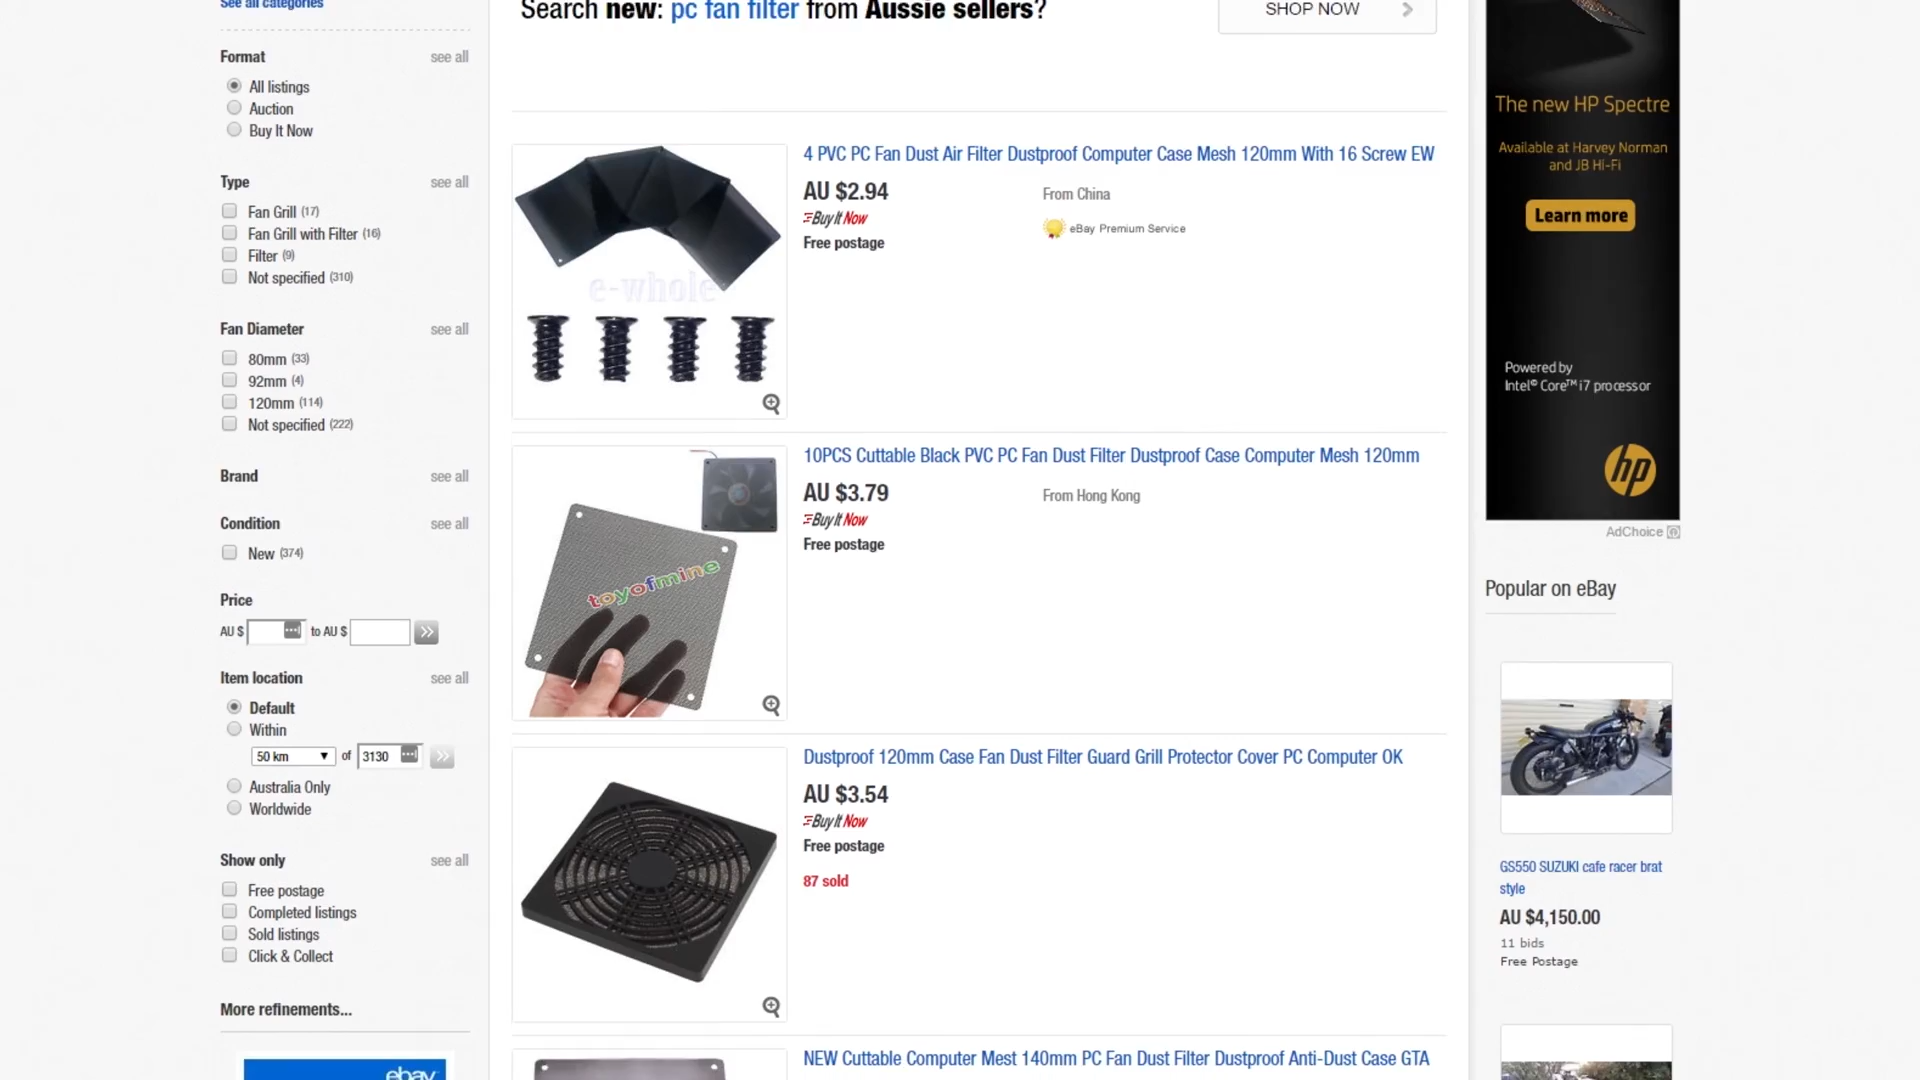 See all categories
Format see all
All listings
Auction
Buy It Now
Type see all
Fan Grill (17)
Fan Grill with Filter (16)
Filter (9)
Not specified (310)
Fan Diameter see all
80mm (33)
92mm (4)
120mm (114)
Not specified (222)
Brand see all
Condition see all
New (374)
Price
AU $ to AU $
Item location see all
Default
Within
50 km of 3130
Australia Only
Worldwide
Show only see all
Free postage
Completed listings
Sold listings
Click & Collect
More refinements...
ebay
Search new: pc fan filter from Aussie sellers?
SHOP NOW
4 PVC PC Fan Dust Air Filter Dustproof Computer Case Mesh 120mm With 16 Screw EW
AU $2.94
From China
Buy It Now
eBay Premium Service
Free postage
e-whole
10PCS Cuttable Black PVC PC Fan Dust Filter Dustproof Case Computer Mesh 120mm
AU $3.79
From Hong Kong
Buy It Now
Free postage
toyofmine
Dustproof 120mm Case Fan Dust Filter Guard Grill Protector Cover PC Computer OK
AU $3.54
Buy It Now
Free postage
87 sold
NEW Cuttable Computer Mest 140mm PC Fan Dust Filter Dustproof Anti-Dust Case GTA
The new HP Spectre
Available at Harvey Norman
and JB Hi-Fi
Learn more
Powered by
Intel® Core™ i7 processor
hp
AdChoice
Popular on eBay
GS550 SUZUKI cafe racer brat
style
AU $4,150.00
11 bids
Free Postage